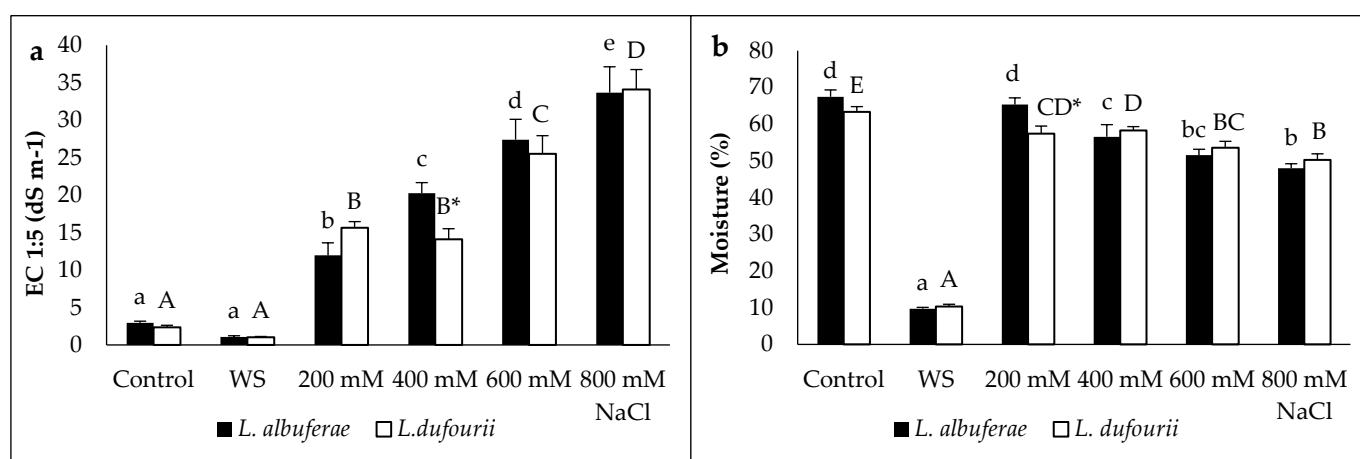 a
EC 1:5 (dS m-1)
40
35
30
25
20
15
10
5
0
a A
a A
b B
c B*
d C
e D
Control WS 200 mM 400 mM 600 mM 800 mM
NaCl
L. albuferae L.dufourii
b
Moisture (%)
80
70
60
50
40
30
20
10
0
d E
a A
d CD*
c D
bc BC
b B
Control WS 200 mM 400 mM 600 mM 800 mM
NaCl
L. albuferae L. dufourii